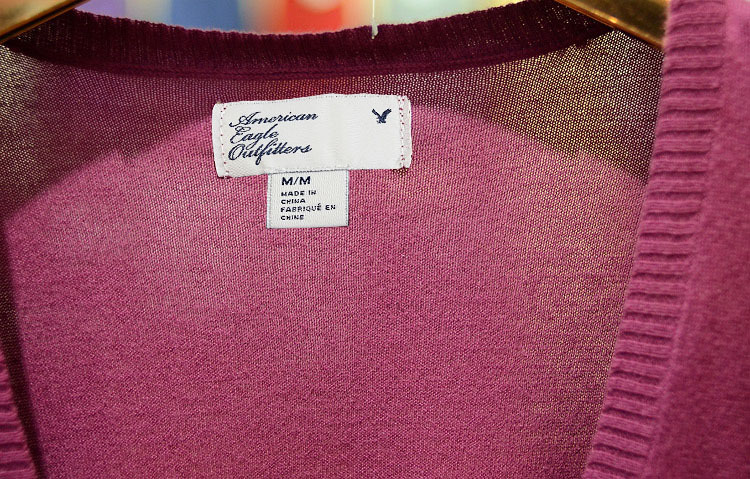 American
Eagle
Outfitters
M/M
MADE IN
CHINA
FABRIQUÉ EN
CHINE